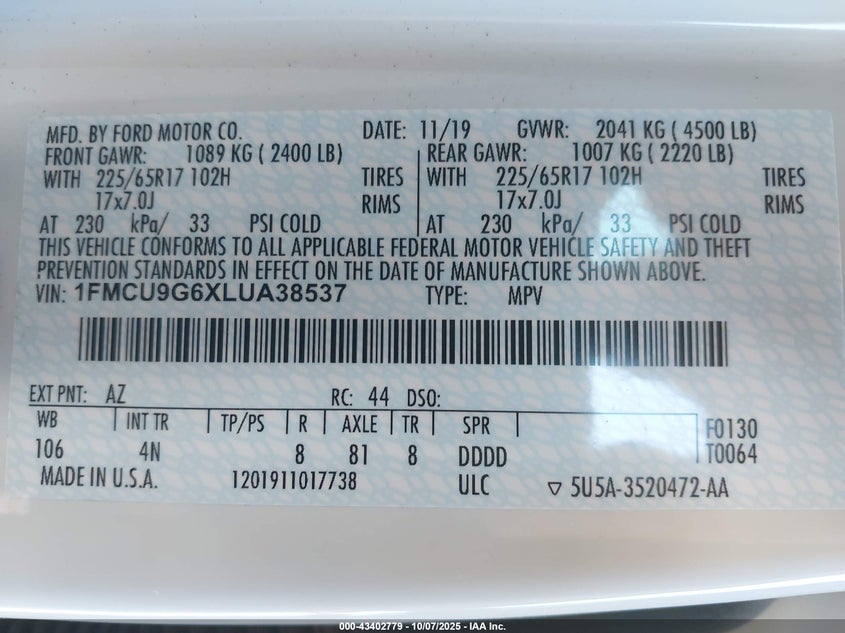 MFD. BY FORD MOTOR CO. DATE: 11/19 GVWR: 2041 KG ( 4500 LB)
FRONT GAWR: 1089 KG ( 2400 LB) REAR GAWR: 1007 KG ( 2220 LB)
WITH 225/65R17 102H TIRES WITH 225/65R17 102H TIRES
17x7.0J RIMS 17x7.0J RIMS
AT 230 kPa/ 33 PSI COLD AT 230 kPa/ 33 PSI COLD
THIS VEHICLE CONFORMS TO ALL APPLICABLE FEDERAL MOTOR VEHICLE SAFETY AND THEFT
PREVENTION STANDARDS IN EFFECT ON THE DATE OF MANUFACTURE SHOWN ABOVE.
VIN: 1FMCU9G6XLUA38537 TYPE: MPV
EXT PNT: AZ RC: 44 DSO:
WB INT TR TP/PS R AXLE TR SPR F0130
106 4N 8 81 8 DDDD T0064
MADE IN U.S.A. 1201911017738 ULC ▽ 5U5A-3520472-AA
000-43402779 - 10/07/2025 - IAA Inc.